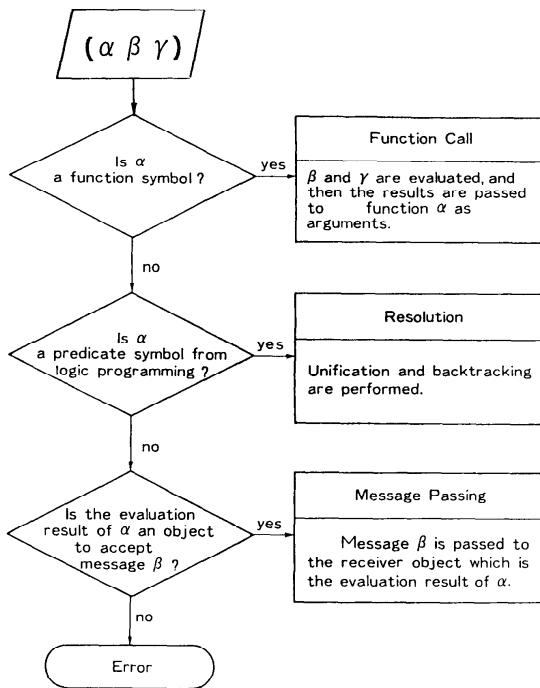 (α β γ)
Is α
a function symbol ?
yes
Function Call
β and γ are evaluated, and
then the results are passed
to function α as
arguments.
no
Is α
a predicate symbol from
logic programming ?
yes
Resolution
Unification and backtracking
are performed.
no
Is the evaluation
result of α an object
to accept
message β ?
yes
Message Passing
Message β is passed to
the receiver object which is
the evaluation result of α.
no
Error